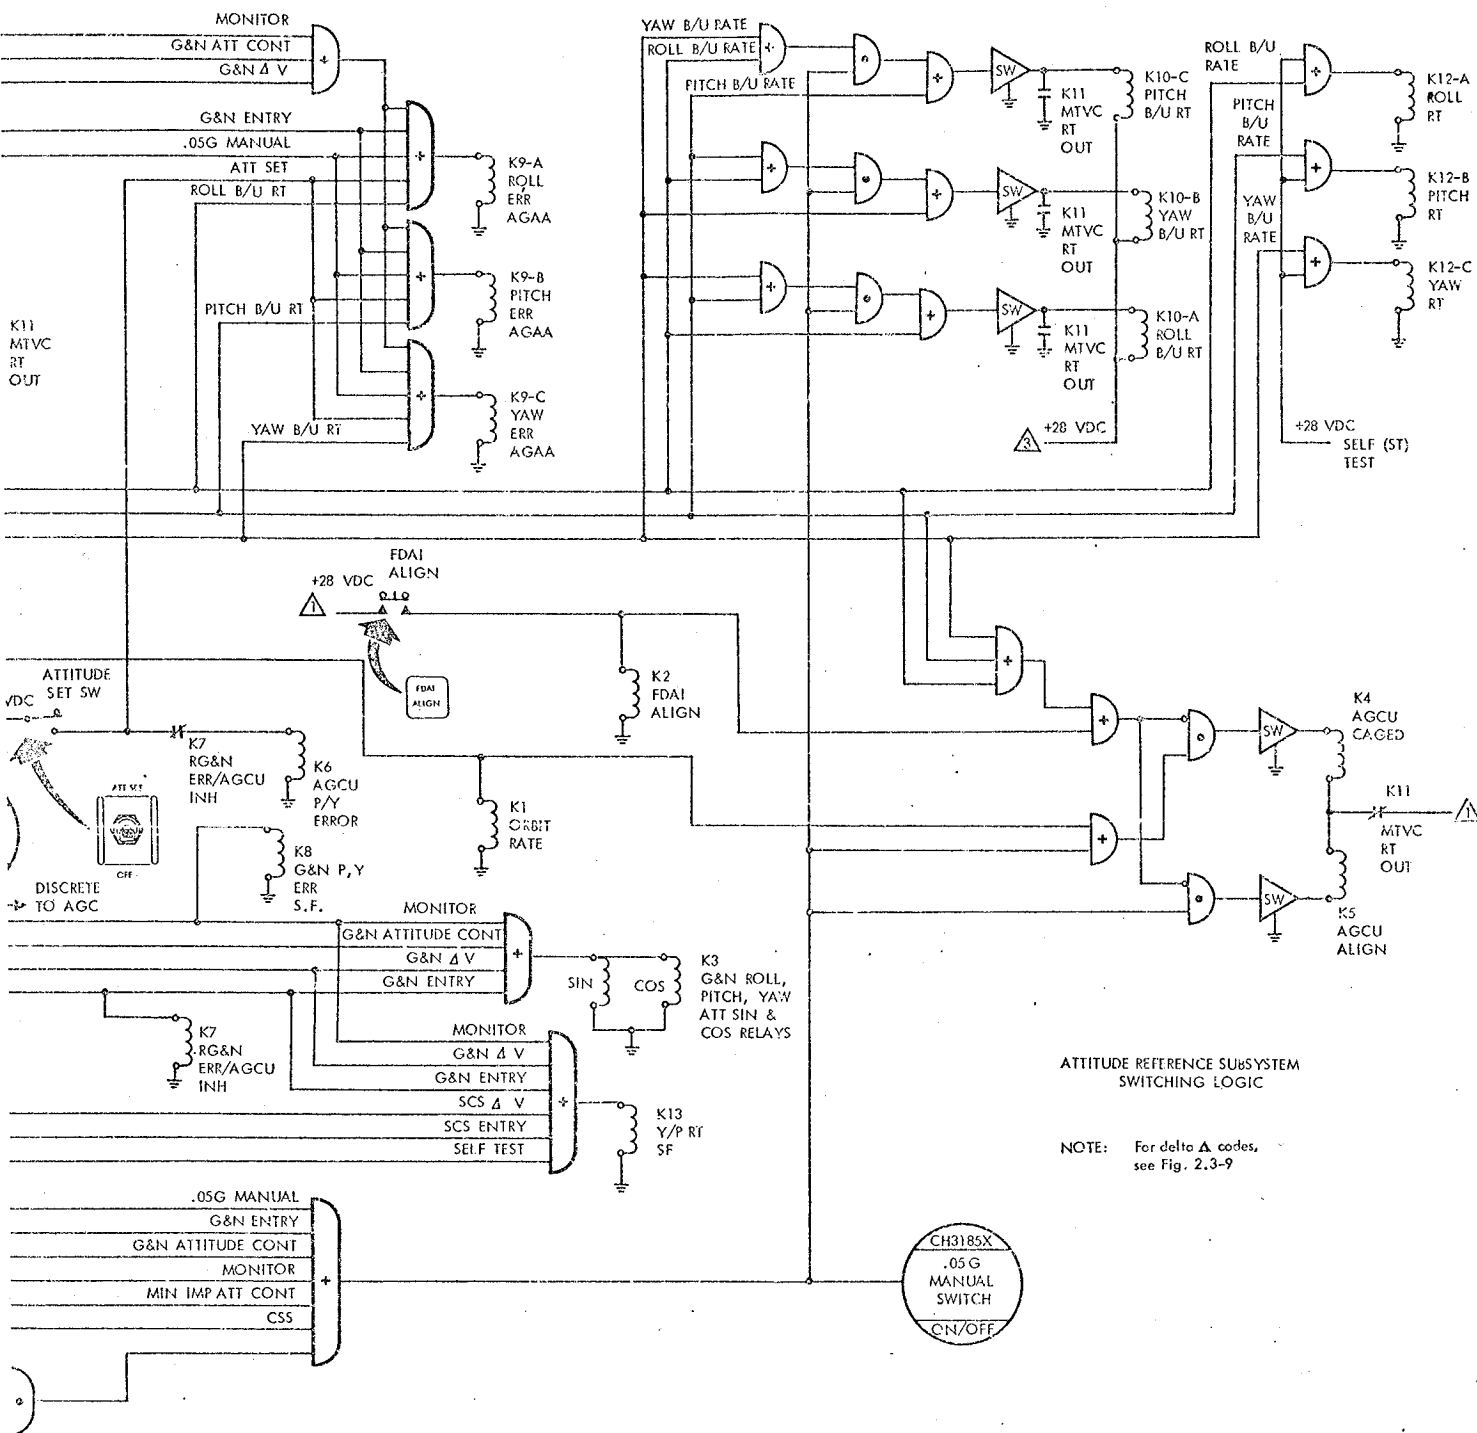 MONITOR
G&N ATT CONT
G&N Δ V
G&N ENTRY
.05G MANUAL
ATT SET
ROLL B/U RT
K9-A
ROLL
ERR
AGAA
K9-B
PITCH
ERR
AGAA
PITCH B/U RT
K9-C
YAW
ERR
AGAA
YAW B/U RT
K11
MTVC
RT
OUT
YAW B/U RATE
ROLL B/U RATE
PITCH B/U RATE
SW
K11
MTVC
RT
OUT
K10-C
PITCH
B/U RT
SW
K11
MTVC
RT
OUT
K10-B
YAW
B/U RT
SW
K11
MTVC
RT
OUT
K10-A
ROLL
B/U RT
3
+28 VDC
ROLL B/U
RATE
PITCH
B/U
RATE
YAW
B/U
RATE
K12-A
ROLL
RT
K12-B
PITCH
RT
K12-C
YAW
RT
+28 VDC
SELF (ST)
TEST
FDAI
ALIGN
+28 VDC
1
FDAI
ALIGN
K2
FDAI
ALIGN
ATTITUDE
SET SW
VDC
K7
RG&N
ERR/AGCU
INH
K6
AGCU
P/Y
ERROR
ATT SET
OFF
K1
ORBIT
RATE
K8
G&N P,Y
ERR
S.F.
DISCRETE
TO AGC
SW
K4
AGCU
CAGED
K11
MTVC
RT
OUT
1
SW
K5
AGCU
ALIGN
MONITOR
G&N ATTITUDE CONT
G&N Δ V
G&N ENTRY
SIN
COS
K3
G&N ROLL,
PITCH, YAW
ATT SIN &
COS RELAYS
K7
RG&N
ERR/AGCU
INH
MONITOR
G&N Δ V
G&N ENTRY
SCS Δ V
SCS ENTRY
SELF TEST
K13
Y/P RT
SF
ATTITUDE REFERENCE SUBSYSTEM
SWITCHING LOGIC
NOTE: For delta Δ codes,
see Fig. 2.3-9
.05G MANUAL
G&N ENTRY
G&N ATTITUDE CONT
MONITOR
MIN IMP ATT CONT
CSS
CH3185X
.05 G
MANUAL
SWITCH
ON/OFF